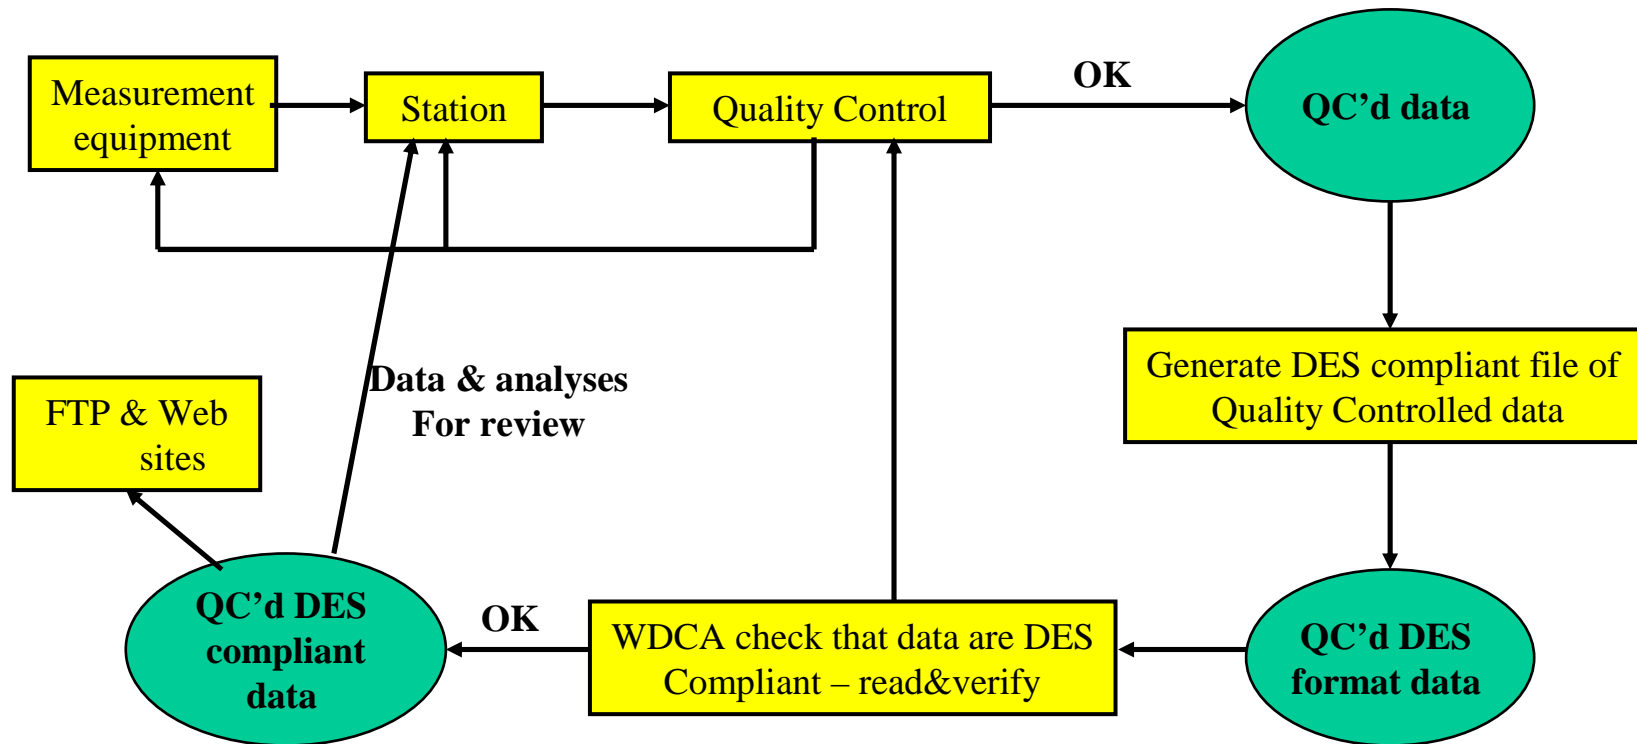 Measurement
equipment
Station
Quality Control
OK
QC’d data
Data & analyses
For review
Generate DES compliant file of
Quality Controlled data
FTP & Web
sites
QC’d DES
compliant
data
OK
WDCA check that data are DES
Compliant – read&verify
QC’d DES
format data